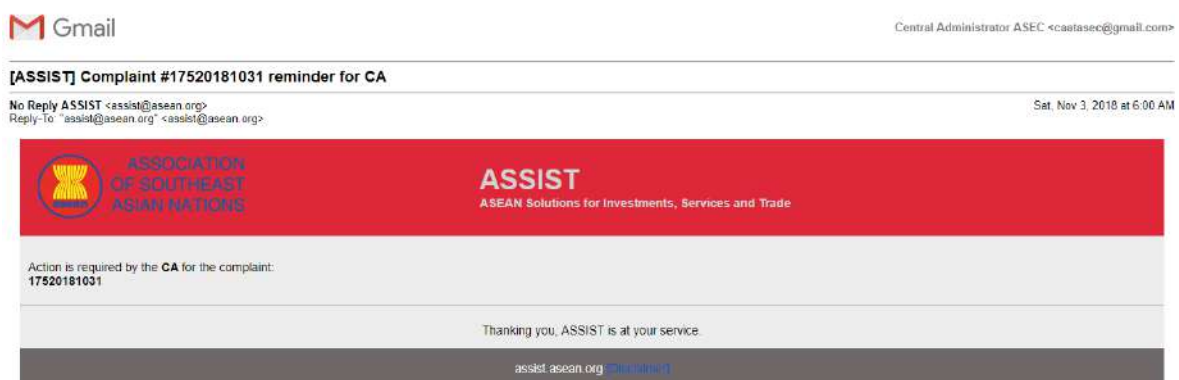 Gmail
Central Administrator ASEC <caatasec@gmail.com>
[ASSIST] Complaint #17520181031 reminder for CA
No Reply ASSIST <assist@asean.org>
Sat, Nov 3, 2018 at 6:00 AM
Reply-To: "assist@asean.org" <assist@asean.org>
ASSOCIATION
OF SOUTHEAST
ASIAN NATIONS
ASSIST
ASEAN Solutions for Investments, Services and Trade
Action is required by the CA for the complaint:
17520181031
Thanking you, ASSIST is at your service.
assist.asean.org [Disclaimer]